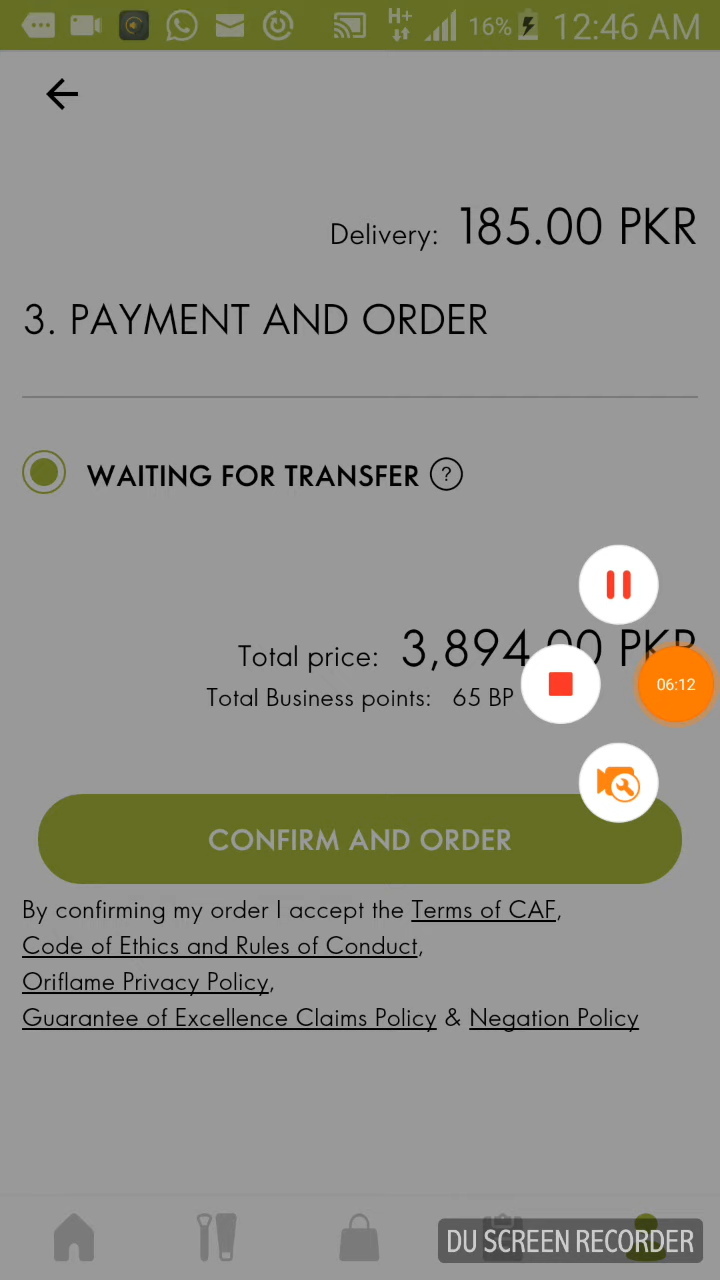 H+ 16% 12:46 AM
Delivery: 185.00 PKR
3. PAYMENT AND ORDER
WAITING FOR TRANSFER ?
Total price: 3,894.00 PKR
Total Business points: 65 BP
06:12
CONFIRM AND ORDER
By confirming my order I accept the Terms of CAF,
Code of Ethics and Rules of Conduct,
Oriflame Privacy Policy,
Guarantee of Excellence Claims Policy & Negation Policy
DU SCREEN RECORDER